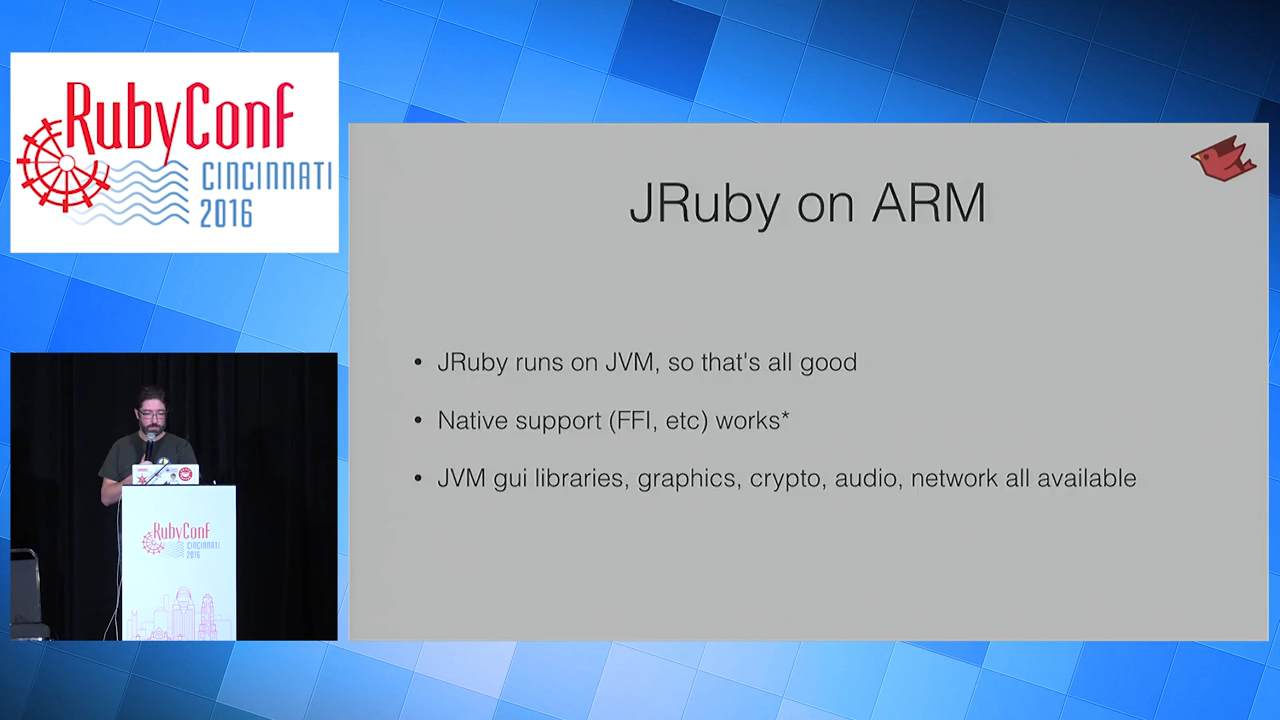 RubyConf
CINCINNATI
2016
JRuby on ARM
• JRuby runs on JVM, so that's all good
• Native support (FFI, etc) works*
• JVM gui libraries, graphics, crypto, audio, network all available
RubyConf
CINCINNATI
2016